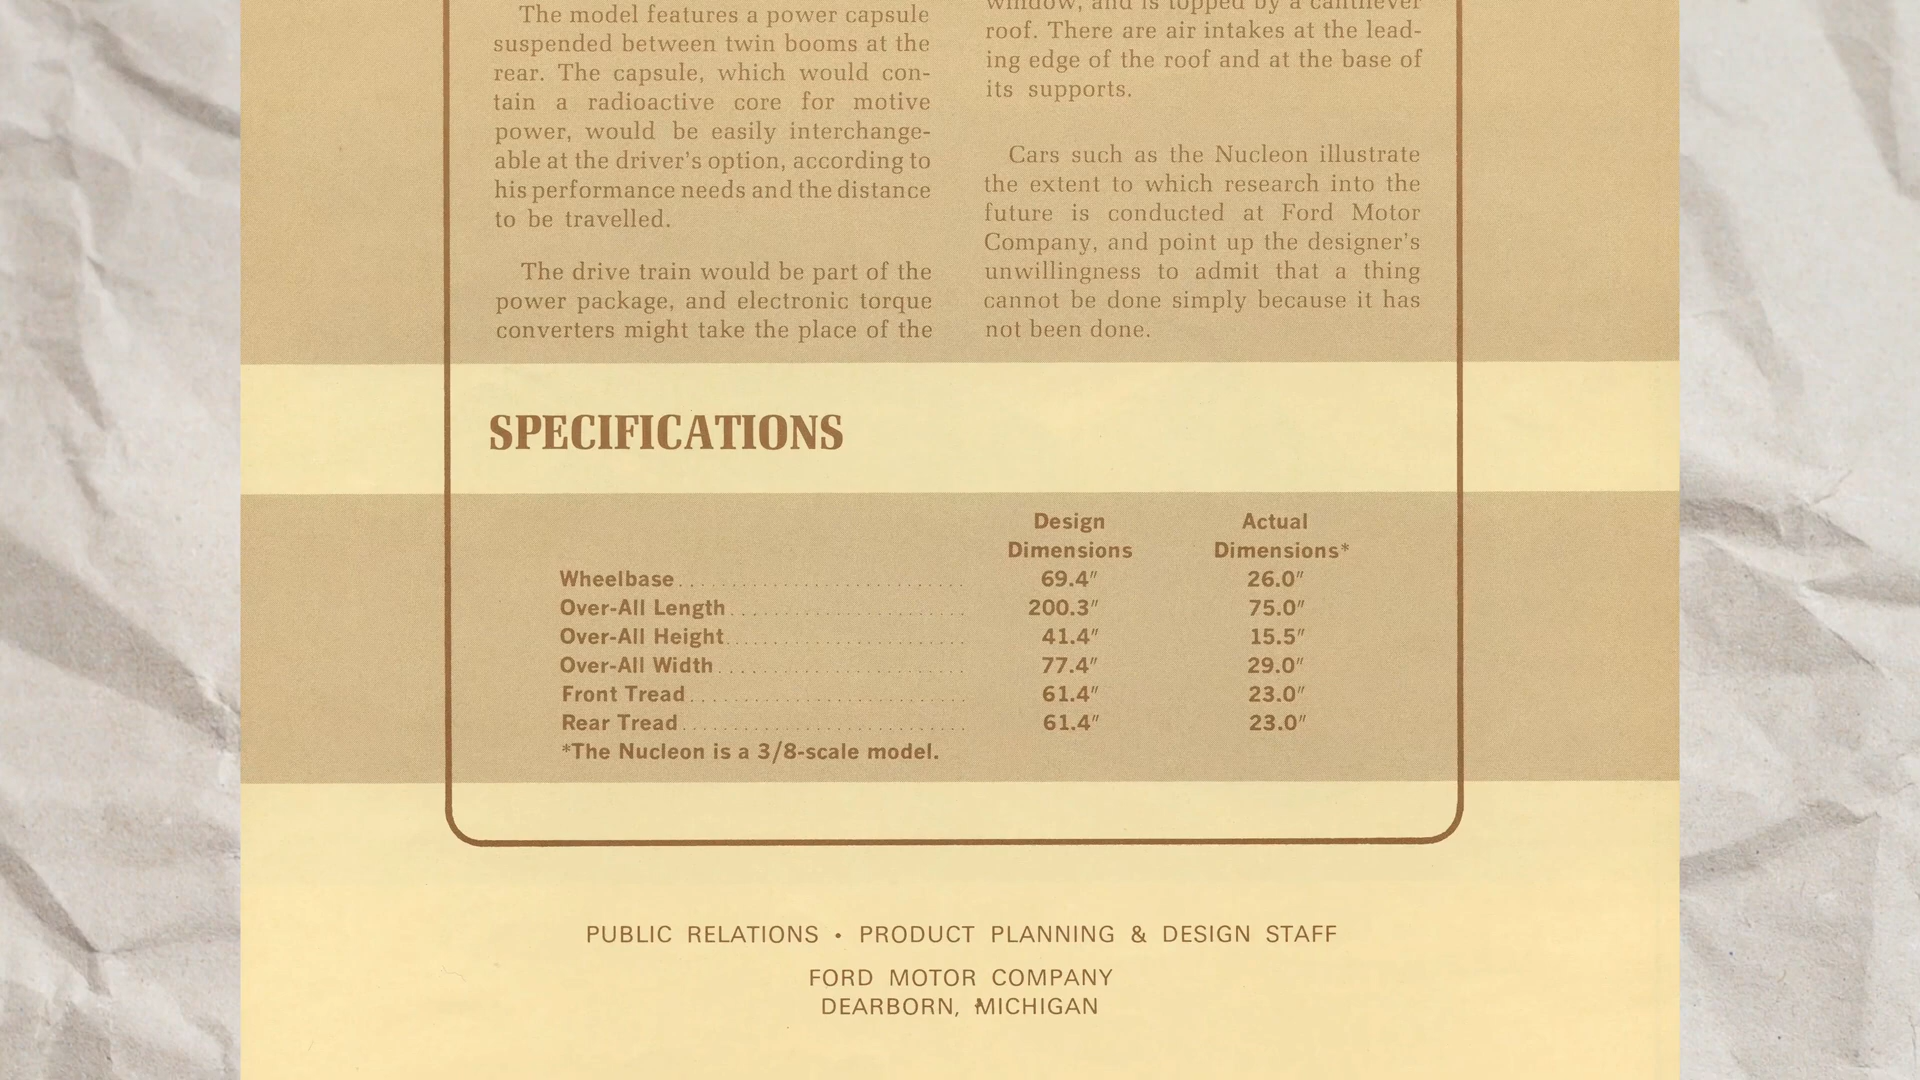 The model features a power capsule
suspended between twin booms at the
rear. The capsule, which would con-
tain a radioactive core for motive
power, would be easily interchange-
able at the driver's option, according to
his performance needs and the distance
to be travelled.
The drive train would be part of the
power package, and electronic torque
converters might take the place of the
window, and is topped by a cantilever
roof. There are air intakes at the lead-
ing edge of the roof and at the base of
its supports.
Cars such as the Nucleon illustrate
the extent to which research into the
future is conducted at Ford Motor
Company, and point up the designer's
unwillingness to admit that a thing
cannot be done simply because it has
not been done.
SPECIFICATIONS
Design Actual
Dimensions Dimensions*
Wheelbase 69.4″ 26.0″
Over-All Length 200.3″ 75.0″
Over-All Height 41.4″ 15.5″
Over-All Width 77.4″ 29.0″
Front Tread 61.4″ 23.0″
Rear Tread 61.4″ 23.0″
*The Nucleon is a 3/8-scale model.
PUBLIC RELATIONS • PRODUCT PLANNING & DESIGN STAFF
FORD MOTOR COMPANY
DEARBORN, MICHIGAN